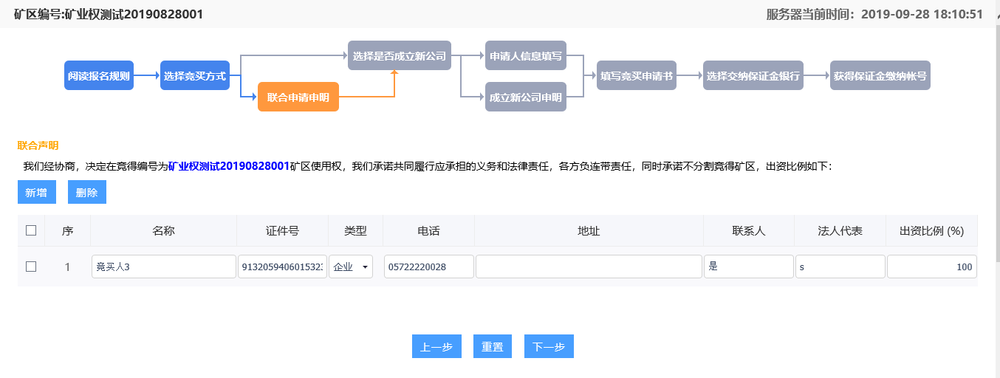 矿区编号:矿业权测试20190828001
服务器当前时间：2019-09-28 18:10:51
选择是否成立新公司
申请人信息填写
阅读报名规则
选择竞买方式
填写竞买申请书
选择交纳保证金银行
获得保证金缴纳帐号
联合申请申明
成立新公司申明
联合声明
我们经协商，决定在竟得编号为矿业权测试20190828001矿区使用权，我们承诺共同履行应承担的义务和法律责任，各方负连带责任，同时承诺不分割竟得矿区，出资比例如下：
新增 删除
序 名称 证件号 类型 电话 地址 联系人 法人代表 出资比例 (%)
1 竞买人3 企业 05722220028 是 s 100
上一步 重置 下一步